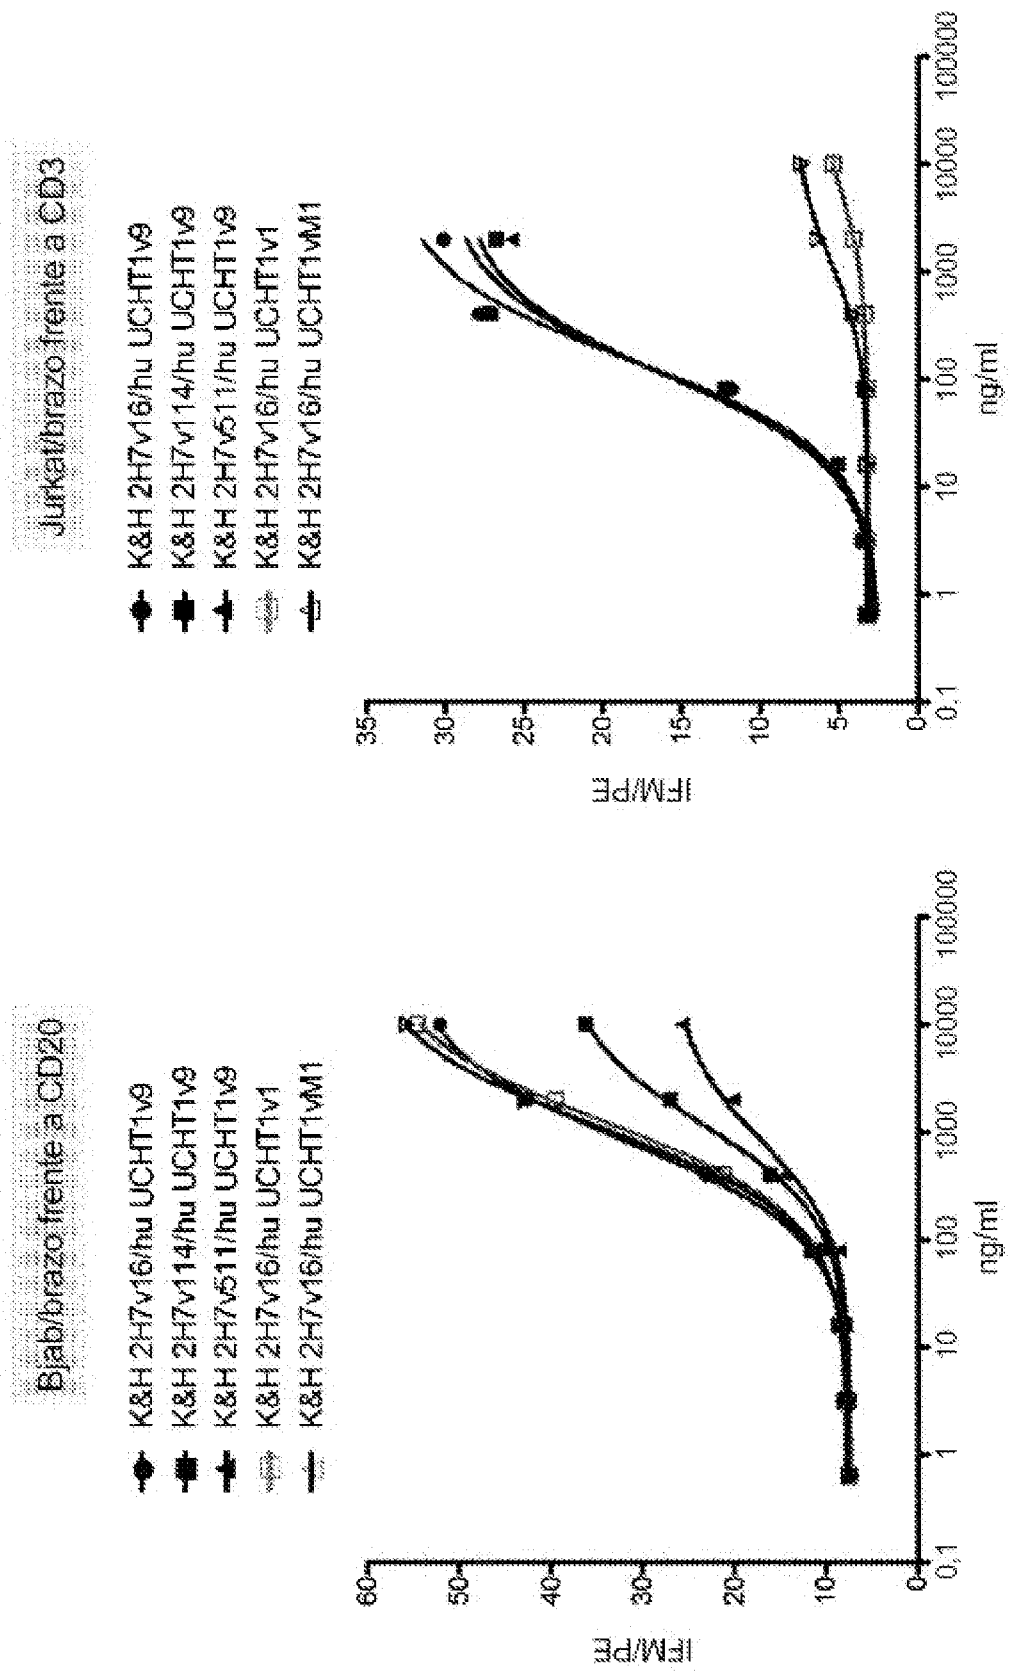 Bjab/brazo frente a CD20
K&H 2H7v16/hu UCHT1v9
K&H 2H7v114/hu UCHT1v9
K&H 2H7v511/hu UCHT1v9
K&H 2H7v16/hu UCHT1v1
K&H 2H7v16/hu UCHT1vM1
IFM/PE
60
50
40
30
20
10
0
0,1
1
10
100
1000
10000
100000
ng/ml
Jurkat/brazo frente a CD3
K&H 2H7v16/hu UCHT1v9
K&H 2H7v114/hu UCHT1v9
K&H 2H7v511/hu UCHT1v9
K&H 2H7v16/hu UCHT1v1
K&H 2H7v16/hu UCHT1vM1
IFM/PE
35
30
25
20
15
10
5
0
0,1
1
10
100
1000
10000
100000
ng/ml